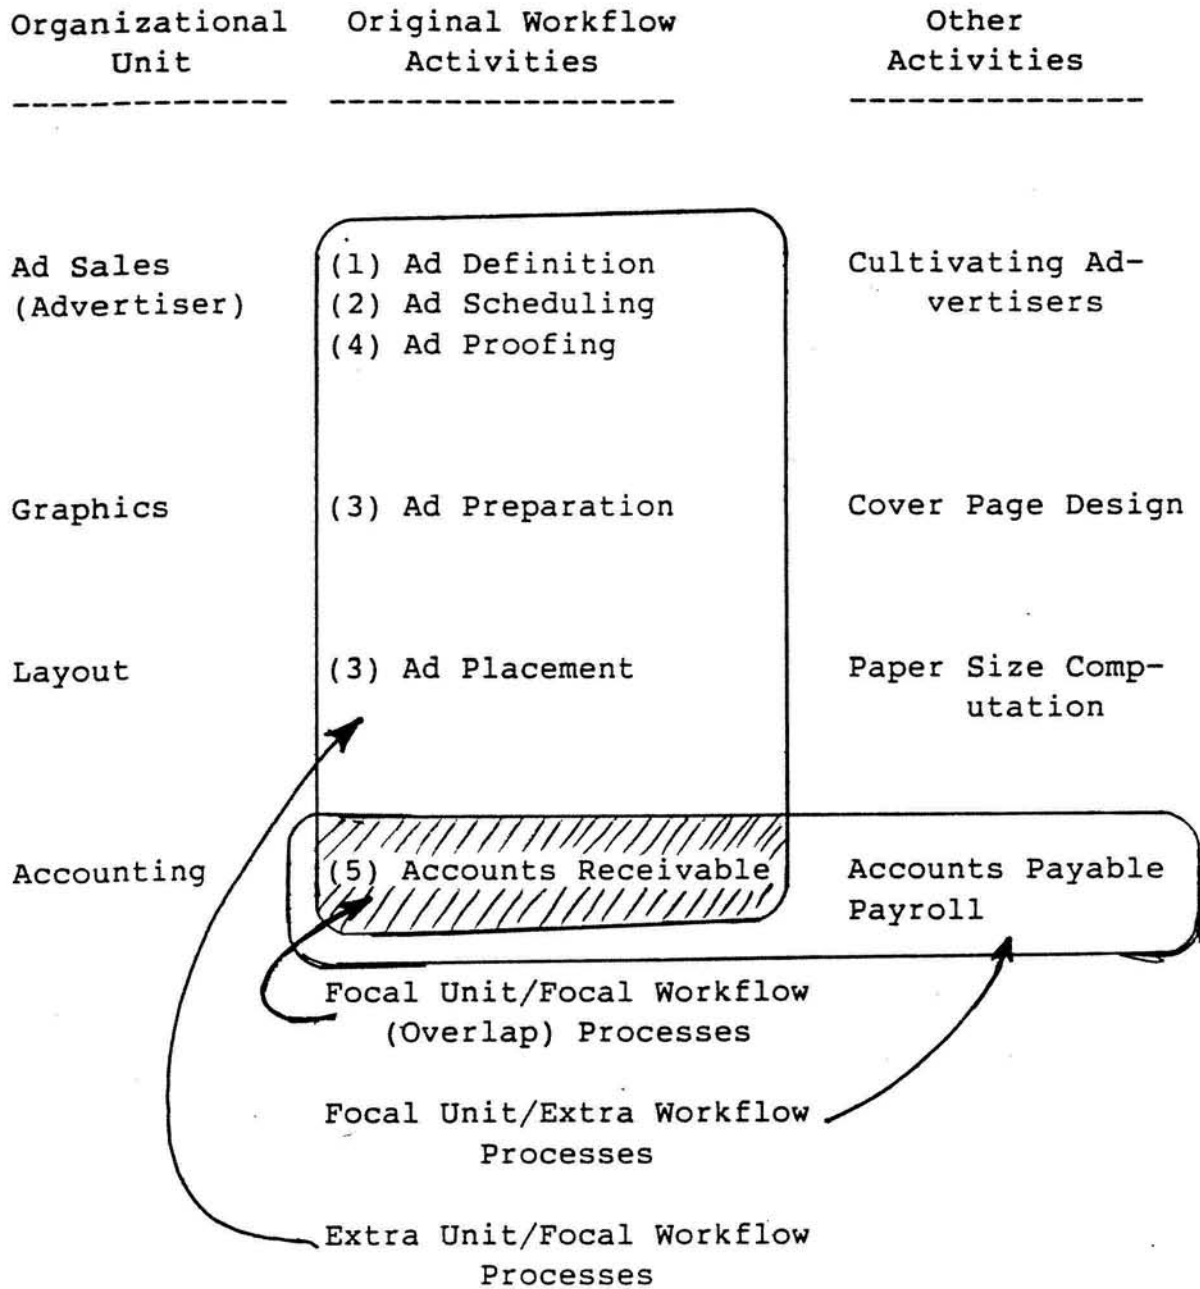 Organizational Unit
Original Workflow Activities
Other Activities
Ad Sales
(Advertiser)
(1) Ad Definition
(2) Ad Scheduling
(4) Ad Proofing
Cultivating Ad-
vertisers
Graphics
(3) Ad Preparation
Cover Page Design
Layout
(3) Ad Placement
Paper Size Comp-
utation
Accounting
(5) Accounts Receivable
Accounts Payable
Payroll
Focal Unit/Focal Workflow
(Overlap) Processes
Focal Unit/Extra Workflow
Processes
Extra Unit/Focal Workflow
Processes